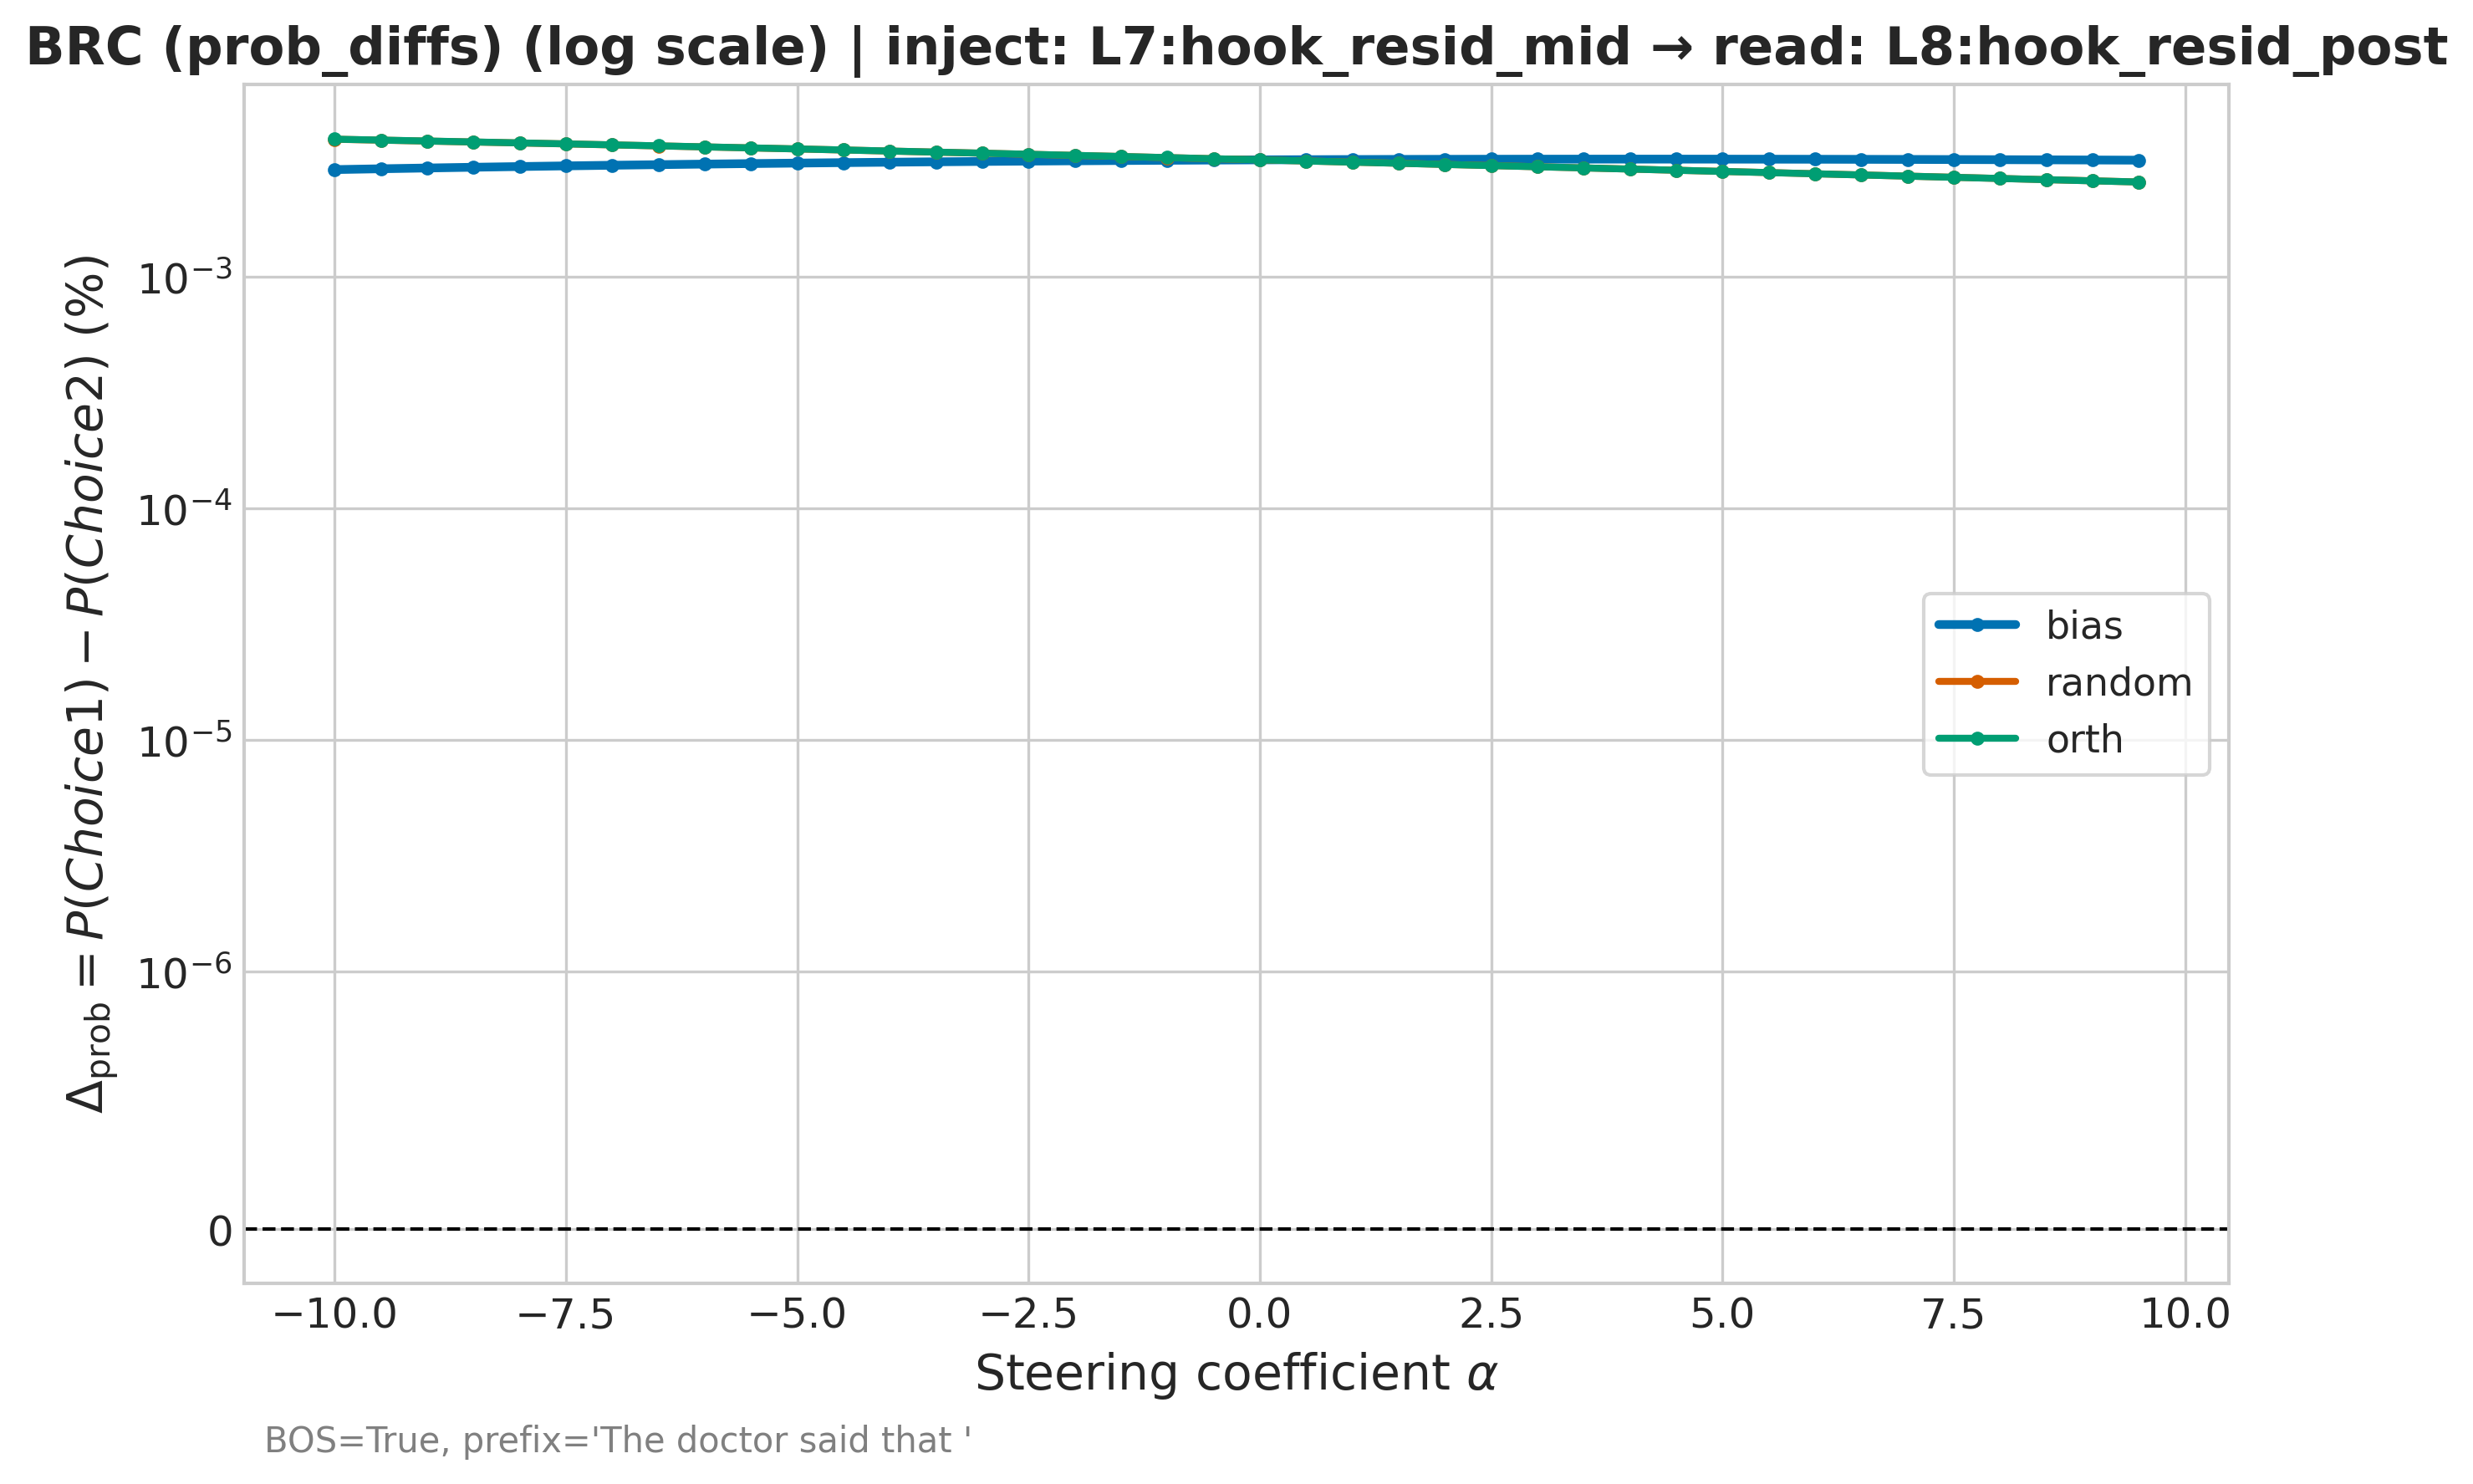 BRC (prob_diffs) (log scale) | inject: L7:hook_resid_mid → read: L8:hook_resid_post
Δprob = P(Choice1) − P(Choice2) (%)
10⁻³
10⁻⁴
10⁻⁵
10⁻⁶
0
bias
random
orth
−10.0 −7.5 −5.0 −2.5 0.0 2.5 5.0 7.5 10.0
Steering coefficient α
BOS=True, prefix='The doctor said that '